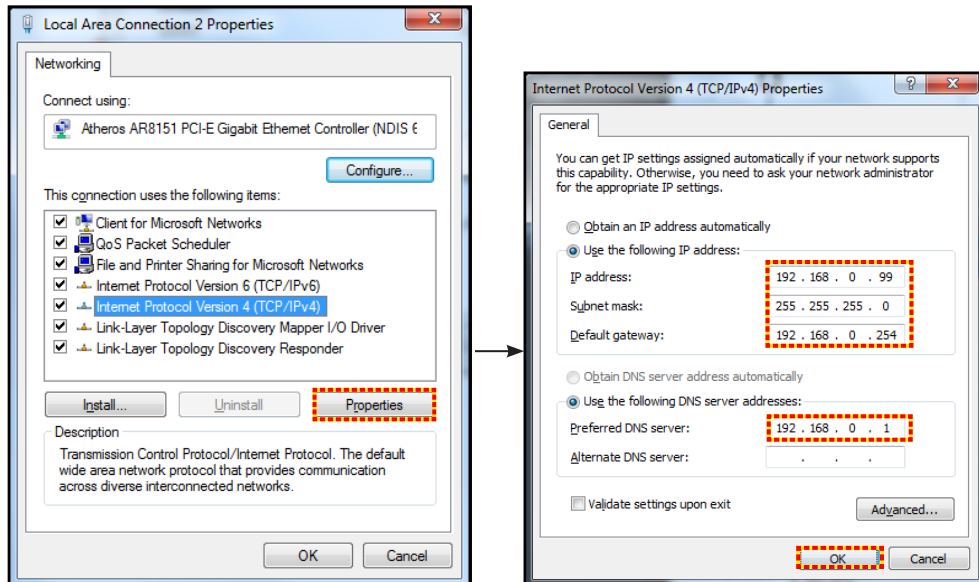 Local Area Connection 2 Properties
Networking
Connect using:
Atheros AR8151 PCI-E Gigabit Ethernet Controller (NDIS 6
Configure...
This connection uses the following items:
Client for Microsoft Networks
QoS Packet Scheduler
File and Printer Sharing for Microsoft Networks
Internet Protocol Version 6 (TCP/IPv6)
Internet Protocol Version 4 (TCP/IPv4)
Link-Layer Topology Discovery Mapper I/O Driver
Link-Layer Topology Discovery Responder
Install... Uninstall Properties
Description
Transmission Control Protocol/Internet Protocol. The default
wide area network protocol that provides communication
across diverse interconnected networks.
OK Cancel
Internet Protocol Version 4 (TCP/IPv4) Properties
General
You can get IP settings assigned automatically if your network supports
this capability. Otherwise, you need to ask your network administrator
for the appropriate IP settings.
Obtain an IP address automatically
Use the following IP address:
IP address: 192 . 168 . 0 . 99
Subnet mask: 255 . 255 . 255 . 0
Default gateway: 192 . 168 . 0 . 254
Obtain DNS server address automatically
Use the following DNS server addresses:
Preferred DNS server: 192 . 168 . 0 . 1
Alternate DNS server: . . .
Validate settings upon exit
Advanced...
OK Cancel